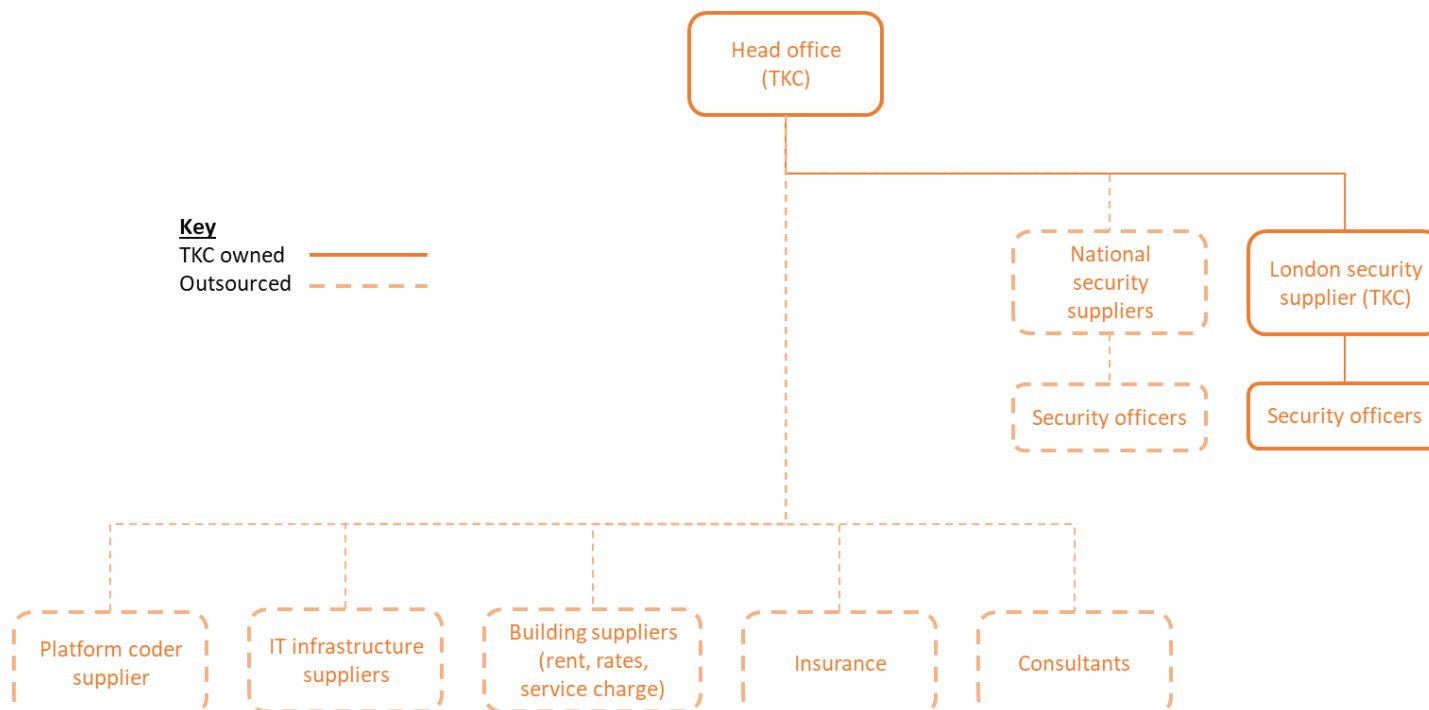 Head office
(TKC)
Key
TKC owned
Outsourced
National
security
suppliers
London security
supplier (TKC)
Security officers
Security officers
Platform coder
supplier
IT infrastructure
suppliers
Building suppliers
(rent, rates,
service charge)
Insurance
Consultants